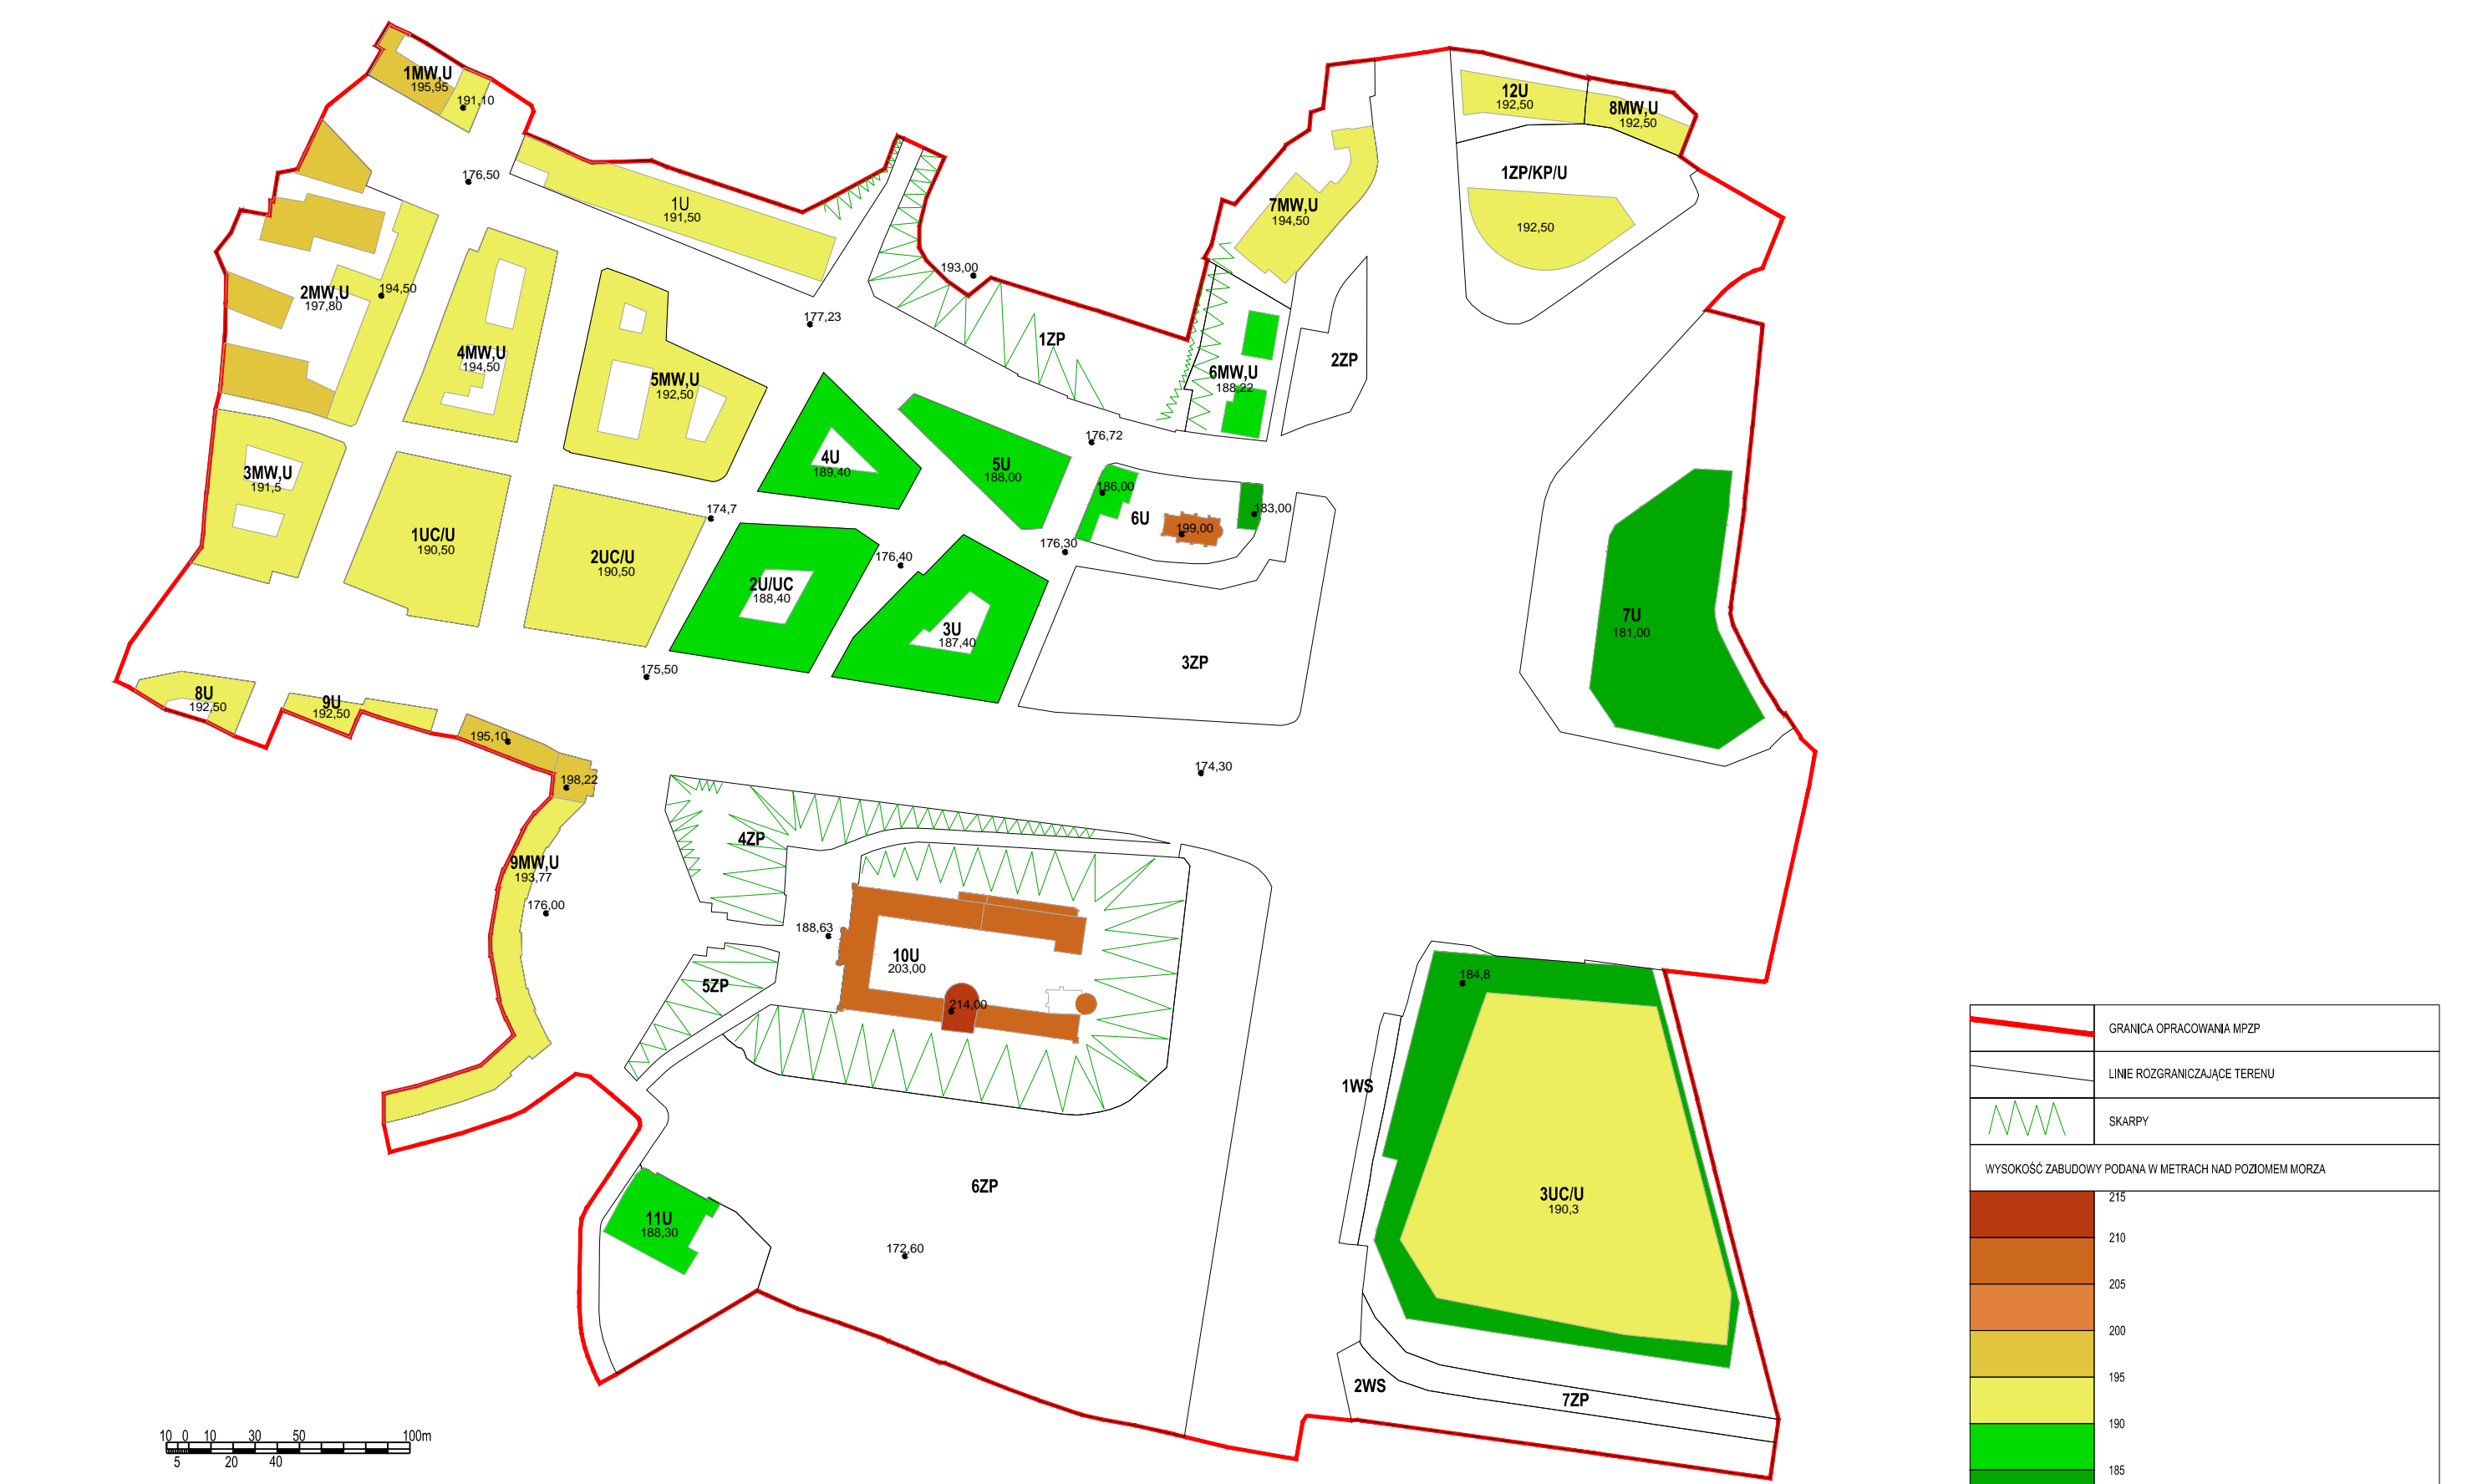 1MW,U
195,95
191,10
176,50
1U
191,50
193,00
177,23
1ZP
12U
192,50
8MW,U
192,50
1ZP/KP/U
192,50
7MW,U
194,50
2MW,U
197,80
194,50
4MW,U
194,50
5MW,U
192,50
6MW,U
188,22
2ZP
3MW,U
191,5
1UC/U
190,50
2UC/U
190,50
174,7
4U
189,40
5U
188,00
176,72
186,00
6U
199,00
183,00
176,30
176,40
2U/UC
188,40
3U
187,40
3ZP
7U
181,00
175,50
8U
192,50
9U
192,50
195,10
198,22
174,30
9MW,U
193,77
176,00
4ZP
188,63
10U
203,00
214,00
5ZP
184,8
1WS
3UC/U
190,3
6ZP
11U
188,30
172,60
2WS
7ZP
10 0 10 30 50 100m
5 20 40
GRANICA OPRACOWANIA MPZP
LINIE ROZGRANICZAJĄCE TERENU
SKARPY
WYSOKOŚĆ ZABUDOWY PODANA W METRACH NAD POZIOMEM MORZA
215
210
205
200
195
190
185